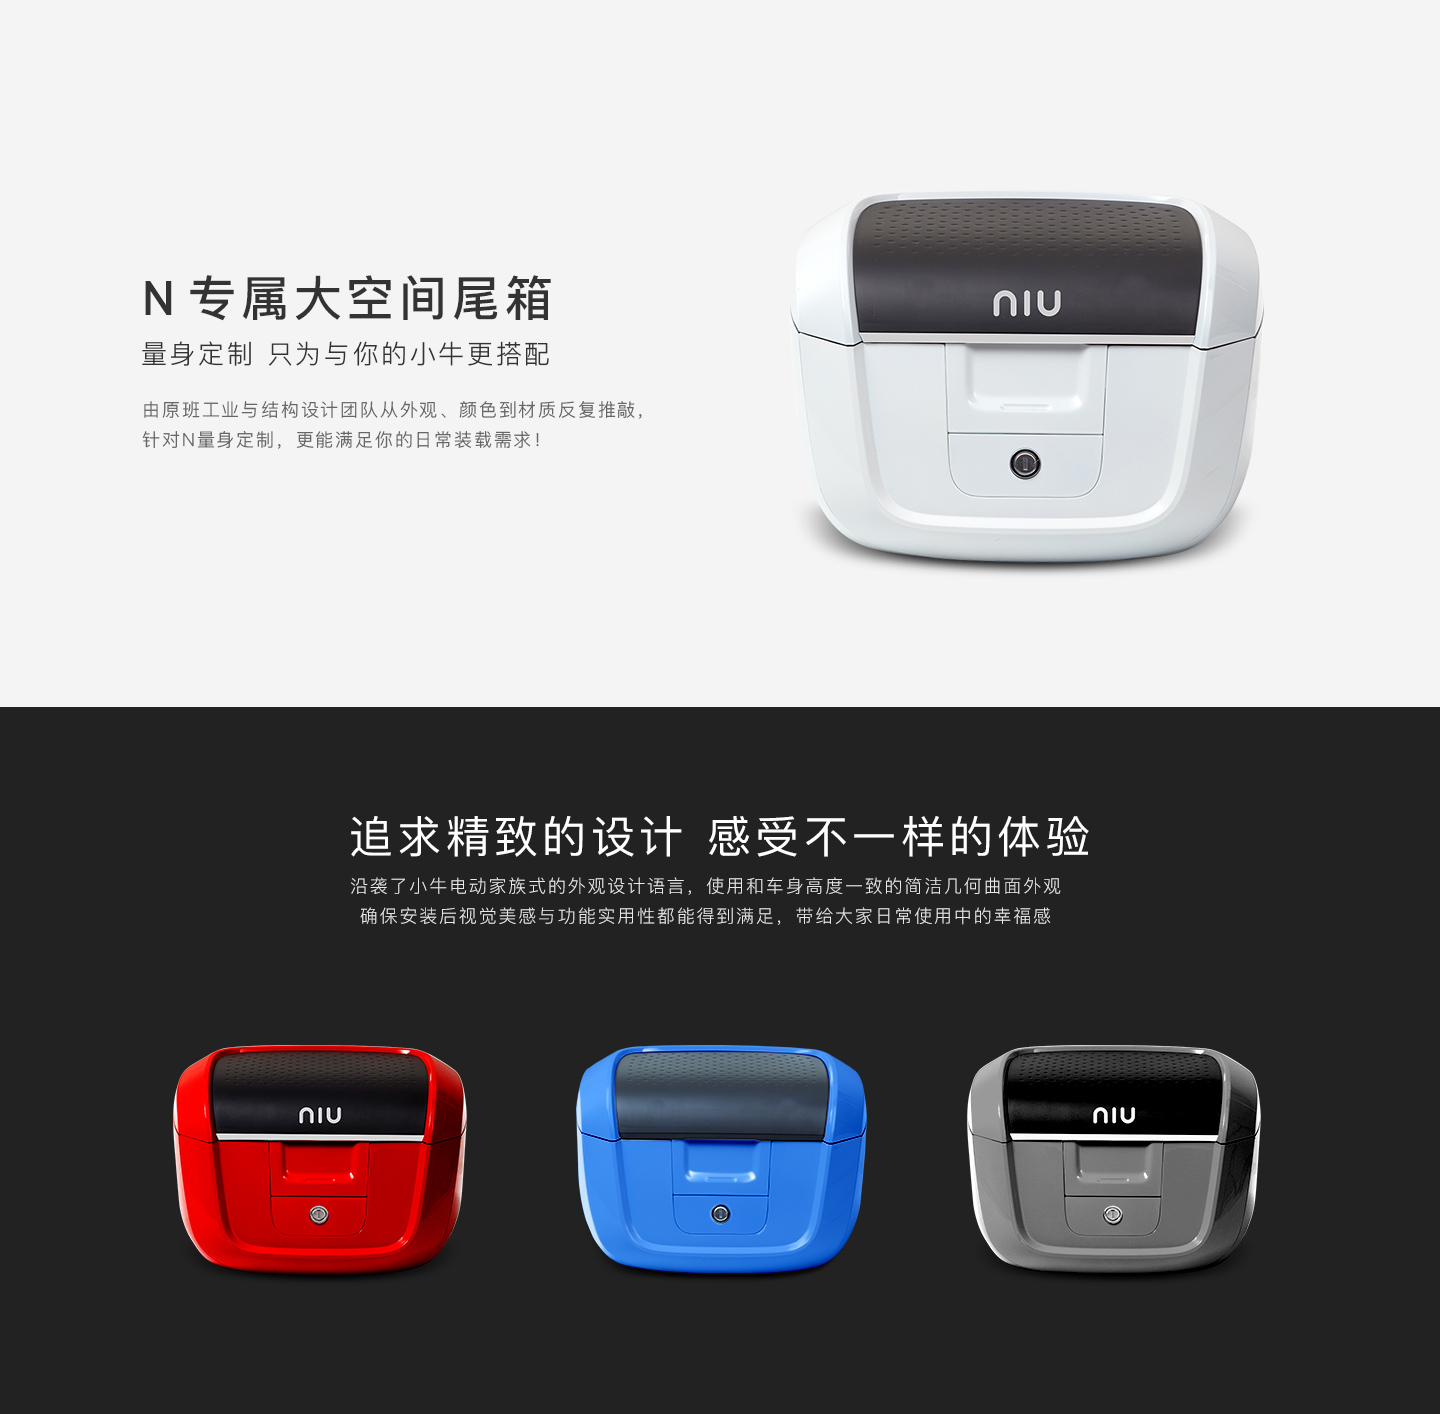 N 专属大空间尾箱
量身定制 只为与你的小牛更搭配
由原班工业与结构设计团队从外观、颜色到材质反复推敲，
针对N量身定制，更能满足你的日常装载需求！
NIU
追求精致的设计 感受不一样的体验
沿袭了小牛电动家族式的外观设计语言，使用和车身高度一致的简洁几何曲面外观
确保安装后视觉美感与功能实用性都能得到满足，带给大家日常使用中的幸福感
NIU
NIU